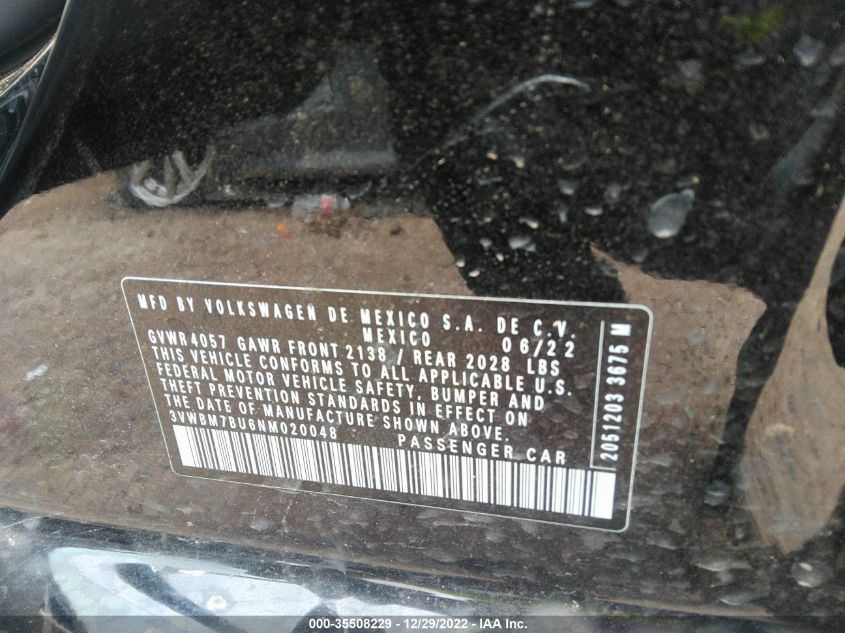 MFD BY VOLKSWAGEN DE MEXICO S.A. DE C.V.
MEXICO 06/22
GVWR 4057 GAWR FRONT 2138 / REAR 2028 LBS
THIS VEHICLE CONFORMS TO ALL APPLICABLE U.S.
FEDERAL MOTOR VEHICLE SAFETY, BUMPER AND
THEFT PREVENTION STANDARDS IN EFFECT ON
THE DATE OF MANUFACTURE SHOWN ABOVE.
3VWBM7BU6NM020048 PASSENGER CAR
2051203 3675 M
000-35508229 - 12/29/2022 - IAA Inc.